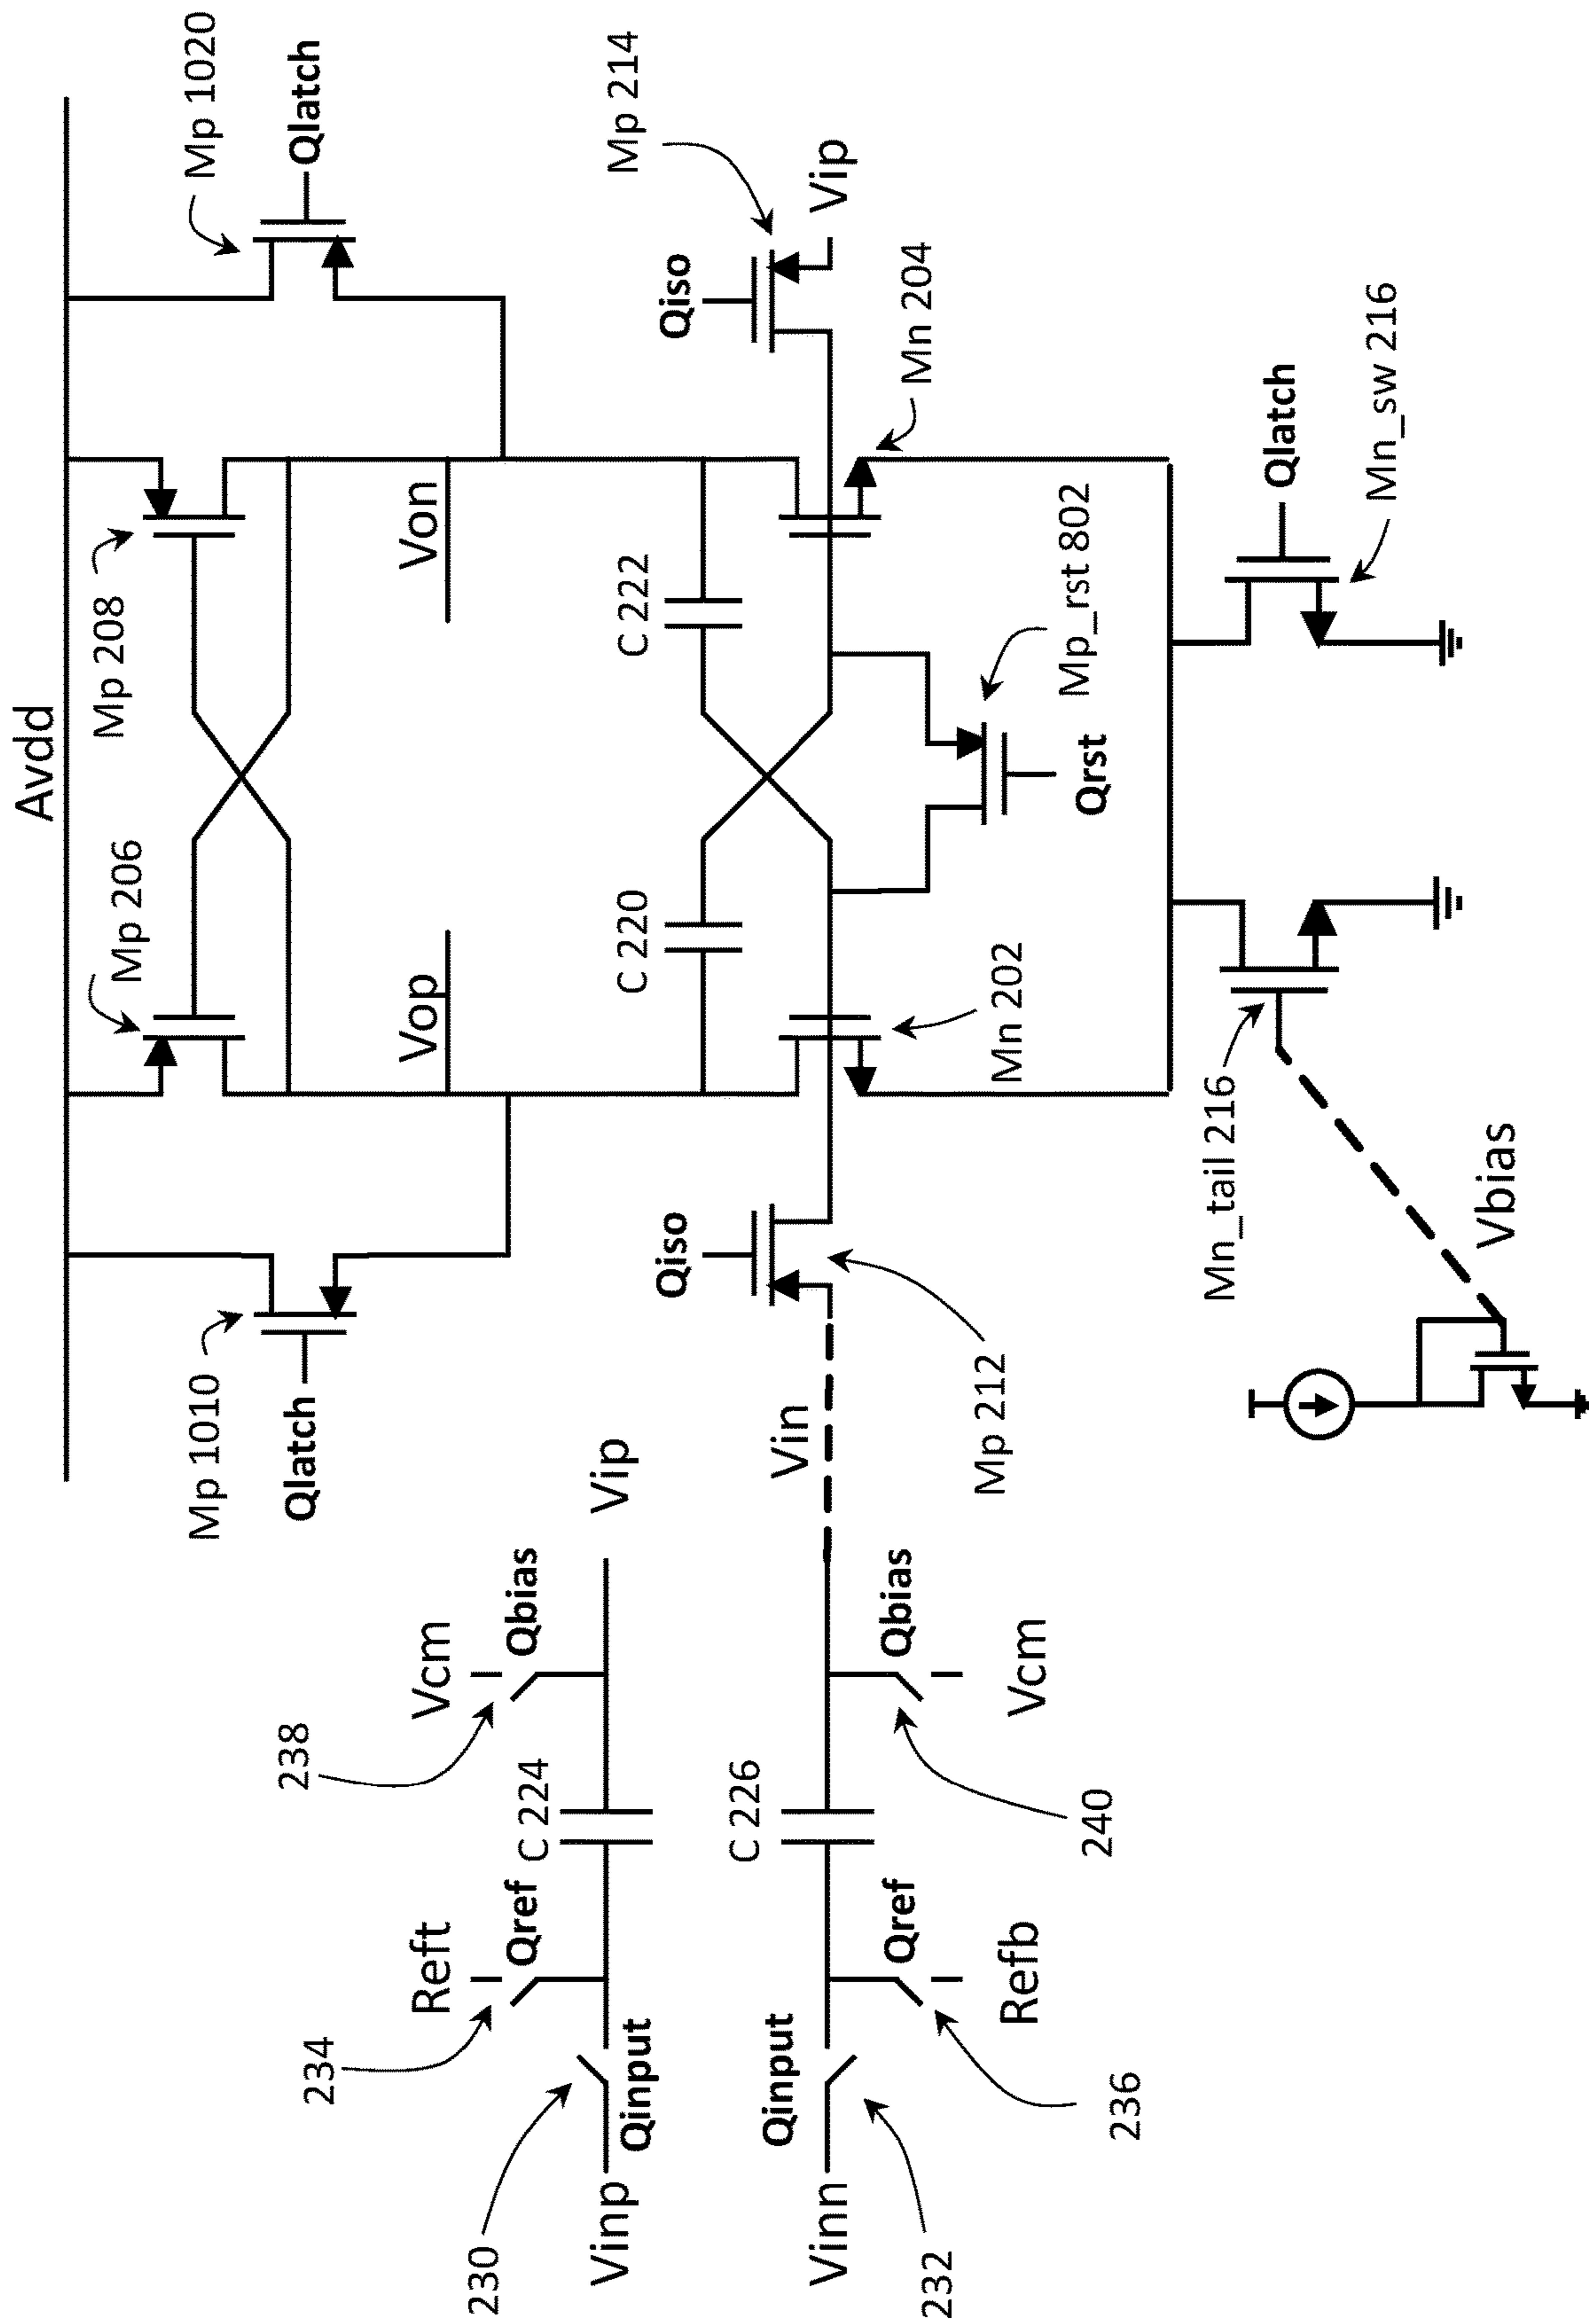 Avdd
Mp 1010
Qlatch
Mp 206
Mp 208
Mp 1020
Qlatch
Vop
Von
C 220
C 222
Qiso
Mp 212
Qiso
Mp 214
Vip
Mn 202
Mn 204
Mp_rst 802
Qrst
Mn_tail 216
Vbias
Qlatch
Mn_sw 216
234
Reft
Qref
238
Vcm
Qbias
C 224
Vip
230
Vinp
Qinput
Vinn
Qinput
232
C 226
Vin
Qref
Refb
236
Qbias
Vcm
240